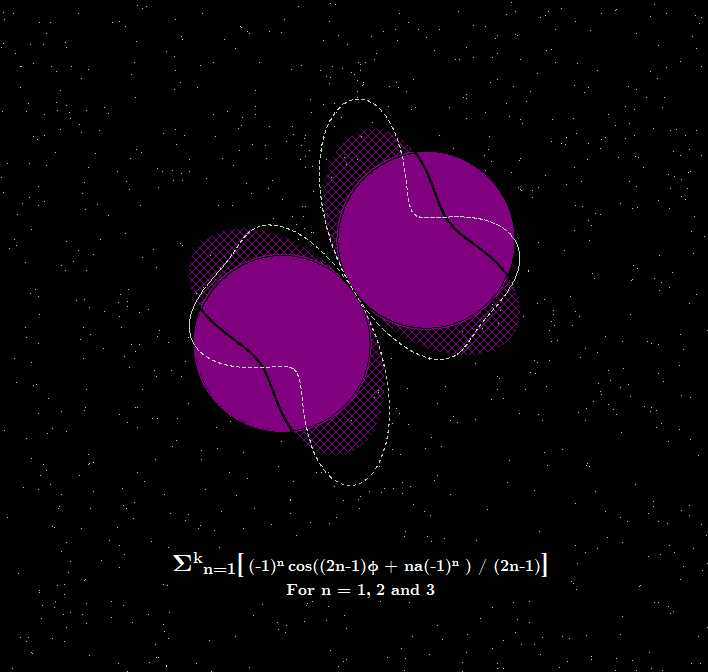 Σᵏₙ₌₁[ (-1)ⁿ cos((2n-1)ϕ + na(-1)ⁿ ) / (2n-1)]
For n = 1, 2 and 3